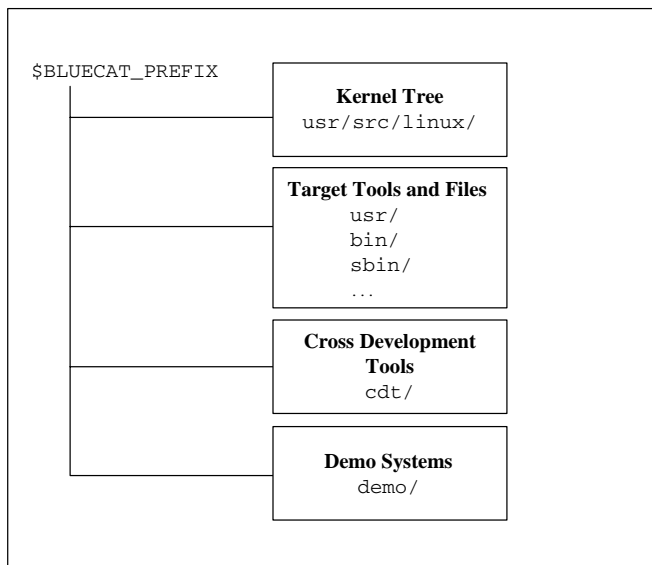 $BLUECAT_PREFIX
Kernel Tree
usr/src/linux/
Target Tools and Files
usr/
bin/
sbin/
...
Cross Development
Tools
cdt/
Demo Systems
demo/